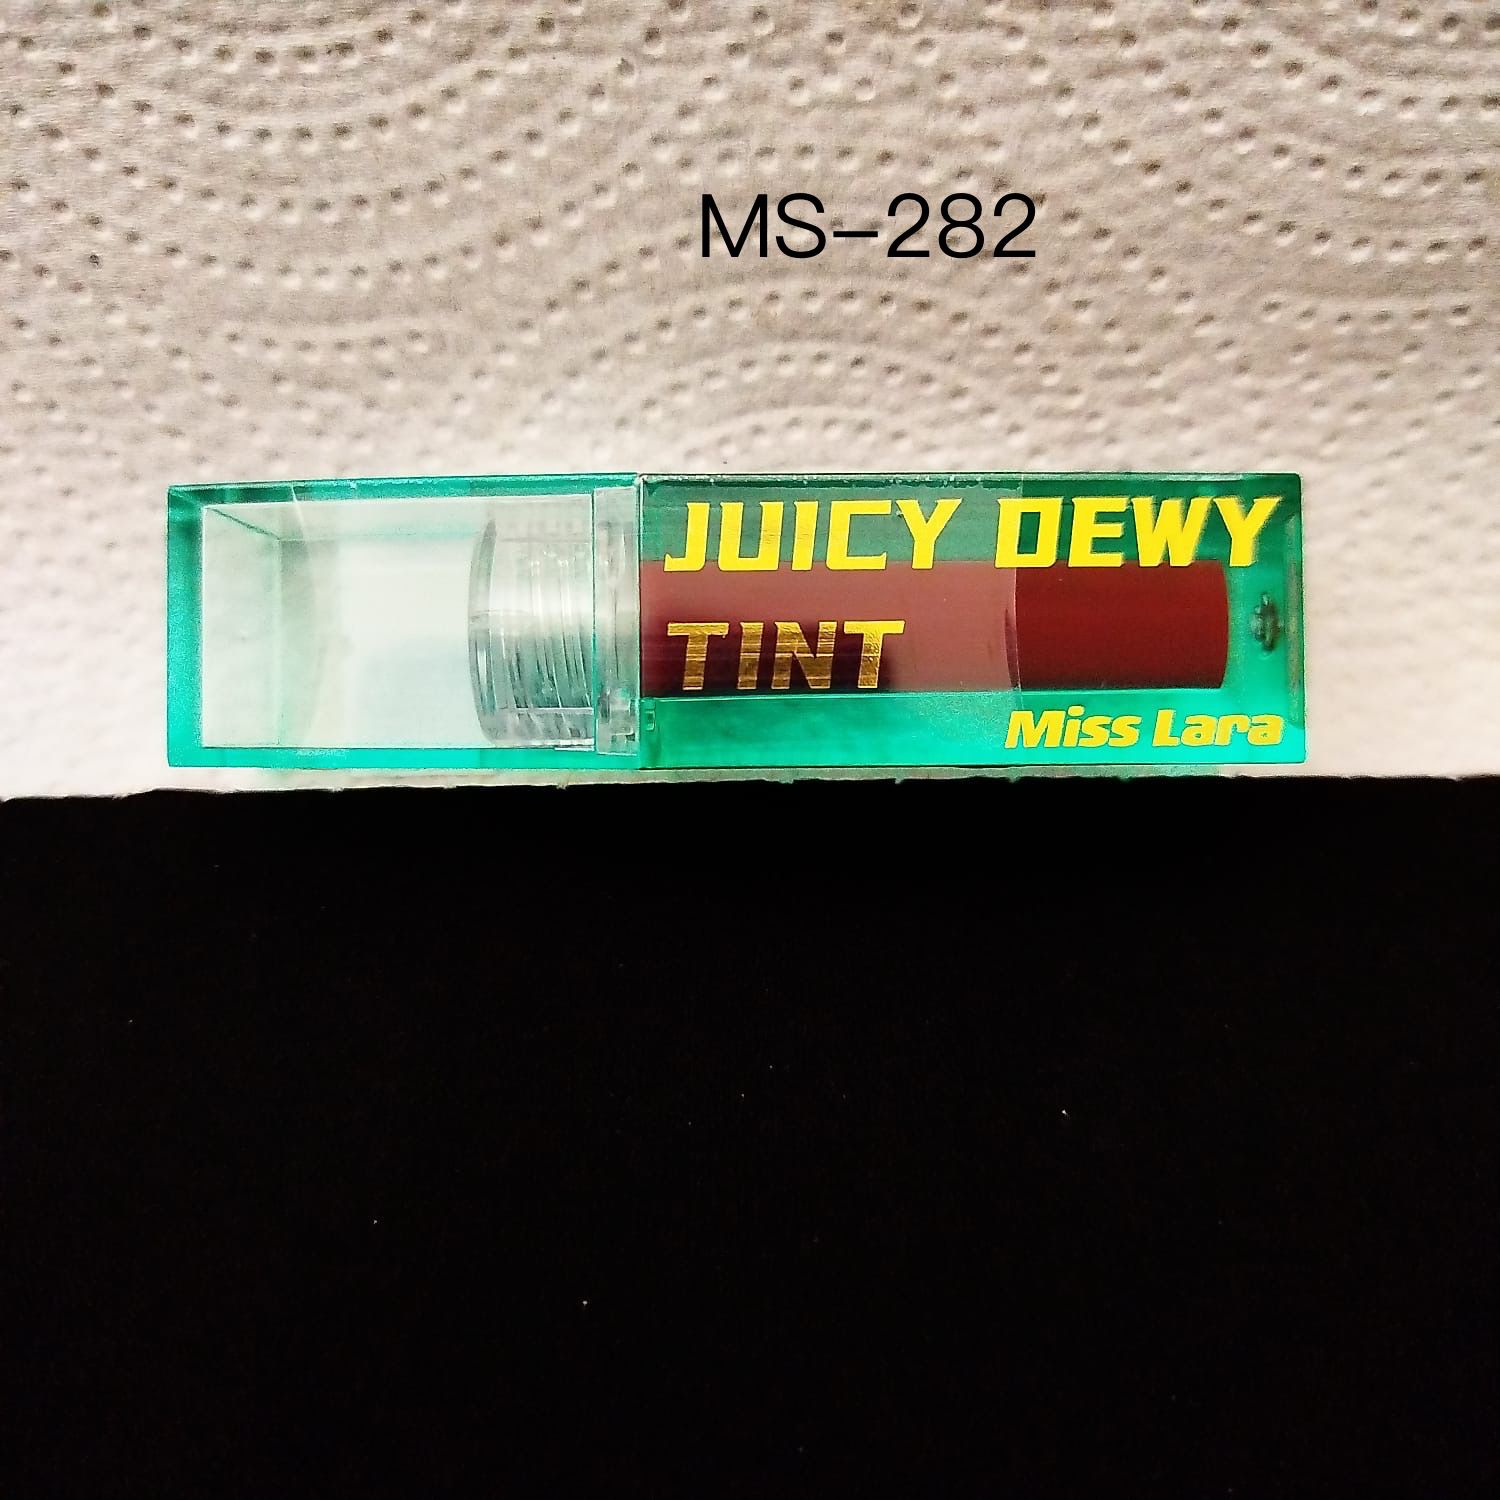 MS-282
JUICY DEWY
TINT
Miss Lara